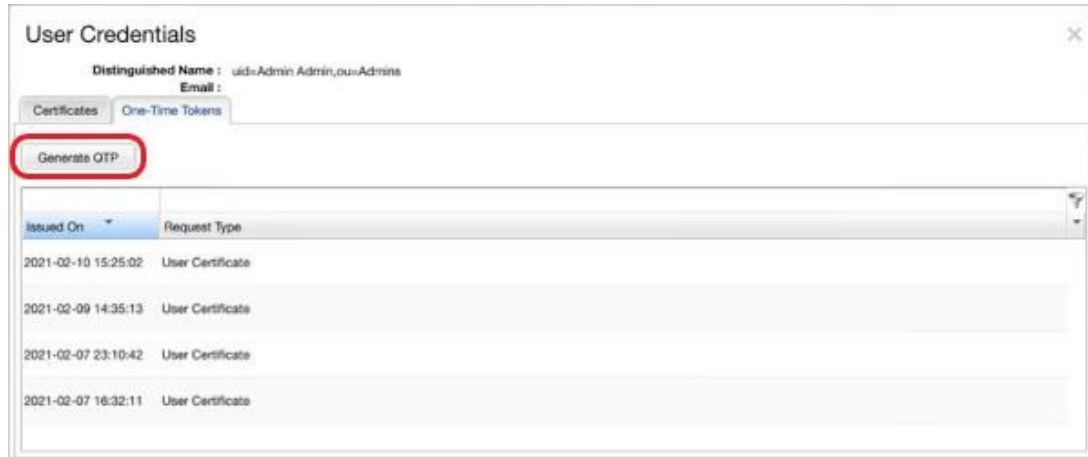 User Credentials
Distinguished Name : uid=Admin Admin,ou=Admins
Email :
Certificates One-Time Tokens
Generate OTP
Issued On Request Type
2021-02-10 15:25:02 User Certificate
2021-02-09 14:35:13 User Certificate
2021-02-07 23:10:42 User Certificate
2021-02-07 16:32:11 User Certificate